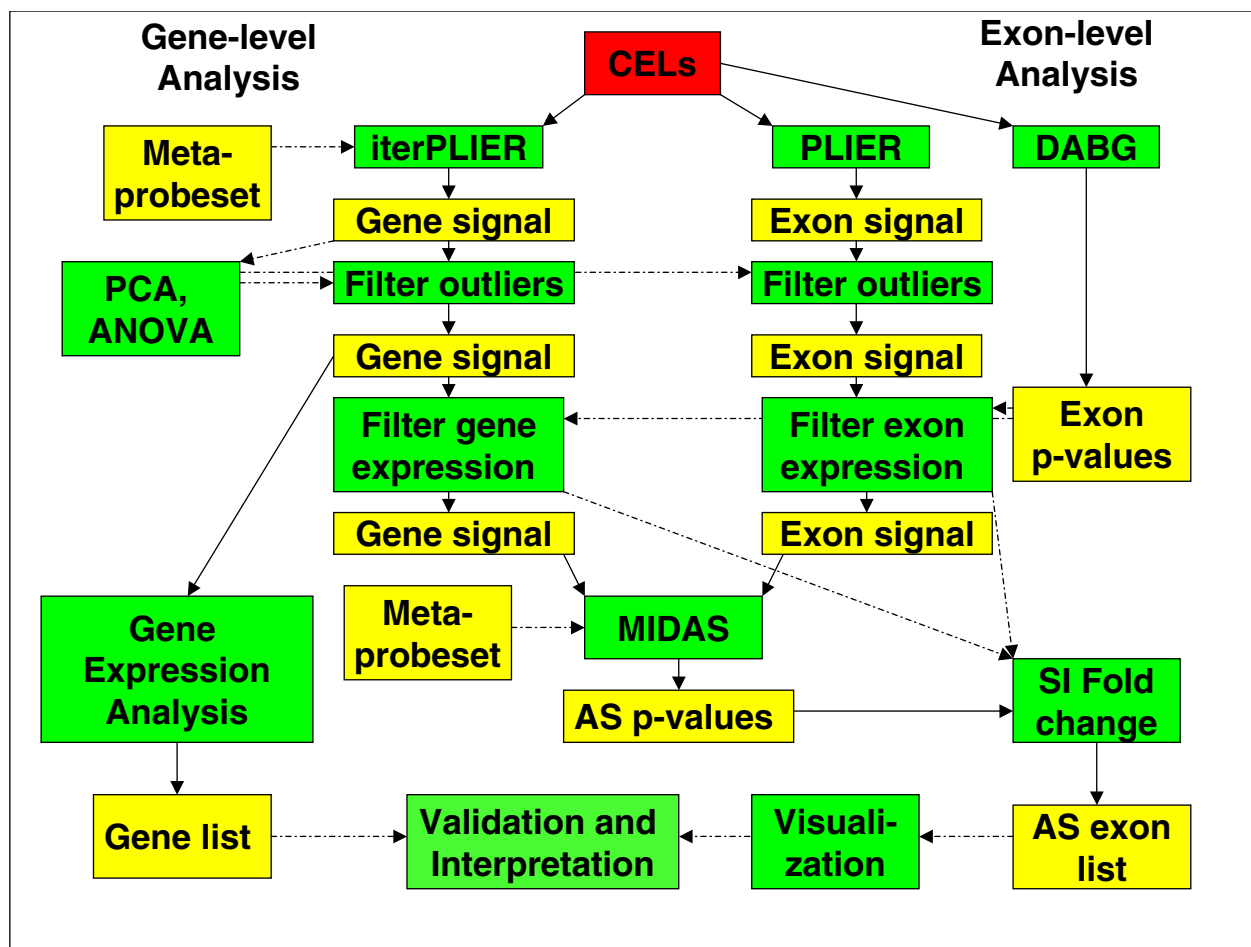 Gene-level
Analysis
CELs
Exon-level
Analysis
Meta-
probeset
iterPLIER
PLIER
DABG
Gene signal
Exon signal
PCA,
ANOVA
Filter outliers
Filter outliers
Gene signal
Exon signal
Filter gene
expression
Filter exon
expression
Exon
p-values
Gene signal
Exon signal
Gene
Expression
Analysis
Meta-
probeset
MIDAS
SI Fold
change
AS p-values
Gene list
Validation and
Interpretation
Visuali-
zation
AS exon
list